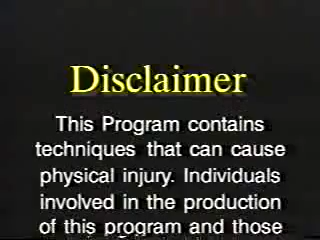 Disclaimer
This Program contains
techniques that can cause
physical injury. Individuals
involved in the production
of this program and those